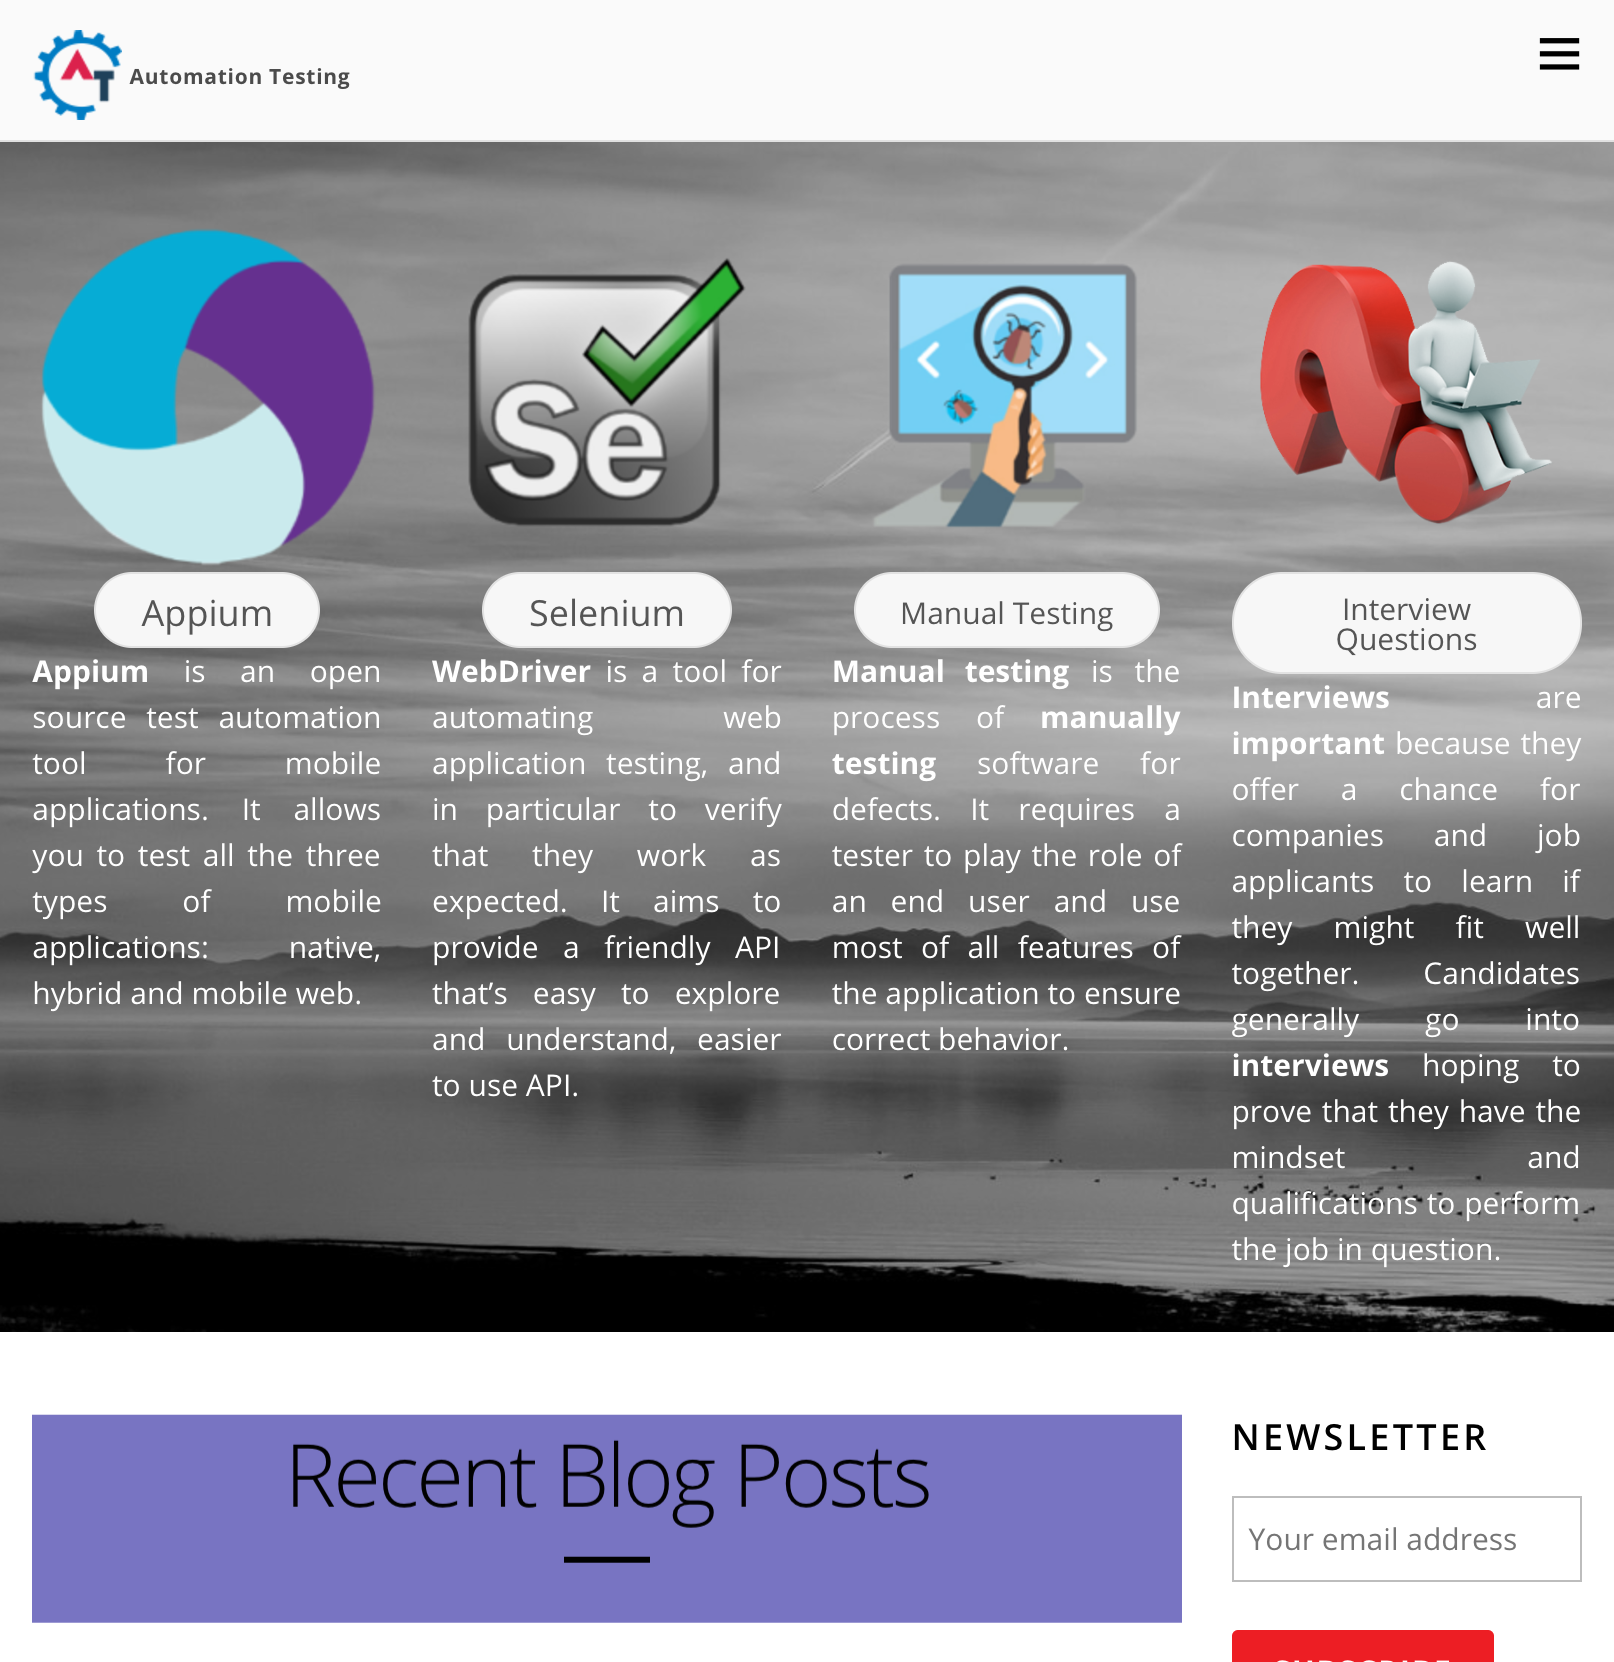 Automation Testing
Se
Appium
Appium is an open
source test automation
tool for mobile
applications. It allows
you to test all the three
types of mobile
applications: native,
hybrid and mobile web.
Selenium
WebDriver is a tool for
automating web
application testing, and
in particular to verify
that they work as
expected. It aims to
provide a friendly API
that’s easy to explore
and understand, easier
to use API.
Manual Testing
Manual testing is the
process of manually
testing software for
defects. It requires a
tester to play the role of
an end user and use
most of all features of
the application to ensure
correct behavior.
Interview
Questions
Interviews are
important because they
offer a chance for
companies and job
applicants to learn if
they might fit well
together. Candidates
generally go into
interviews hoping to
prove that they have the
mindset and
qualifications to perform
the job in question.
Recent Blog Posts
NEWSLETTER
Your email address
SUBSCRIBE